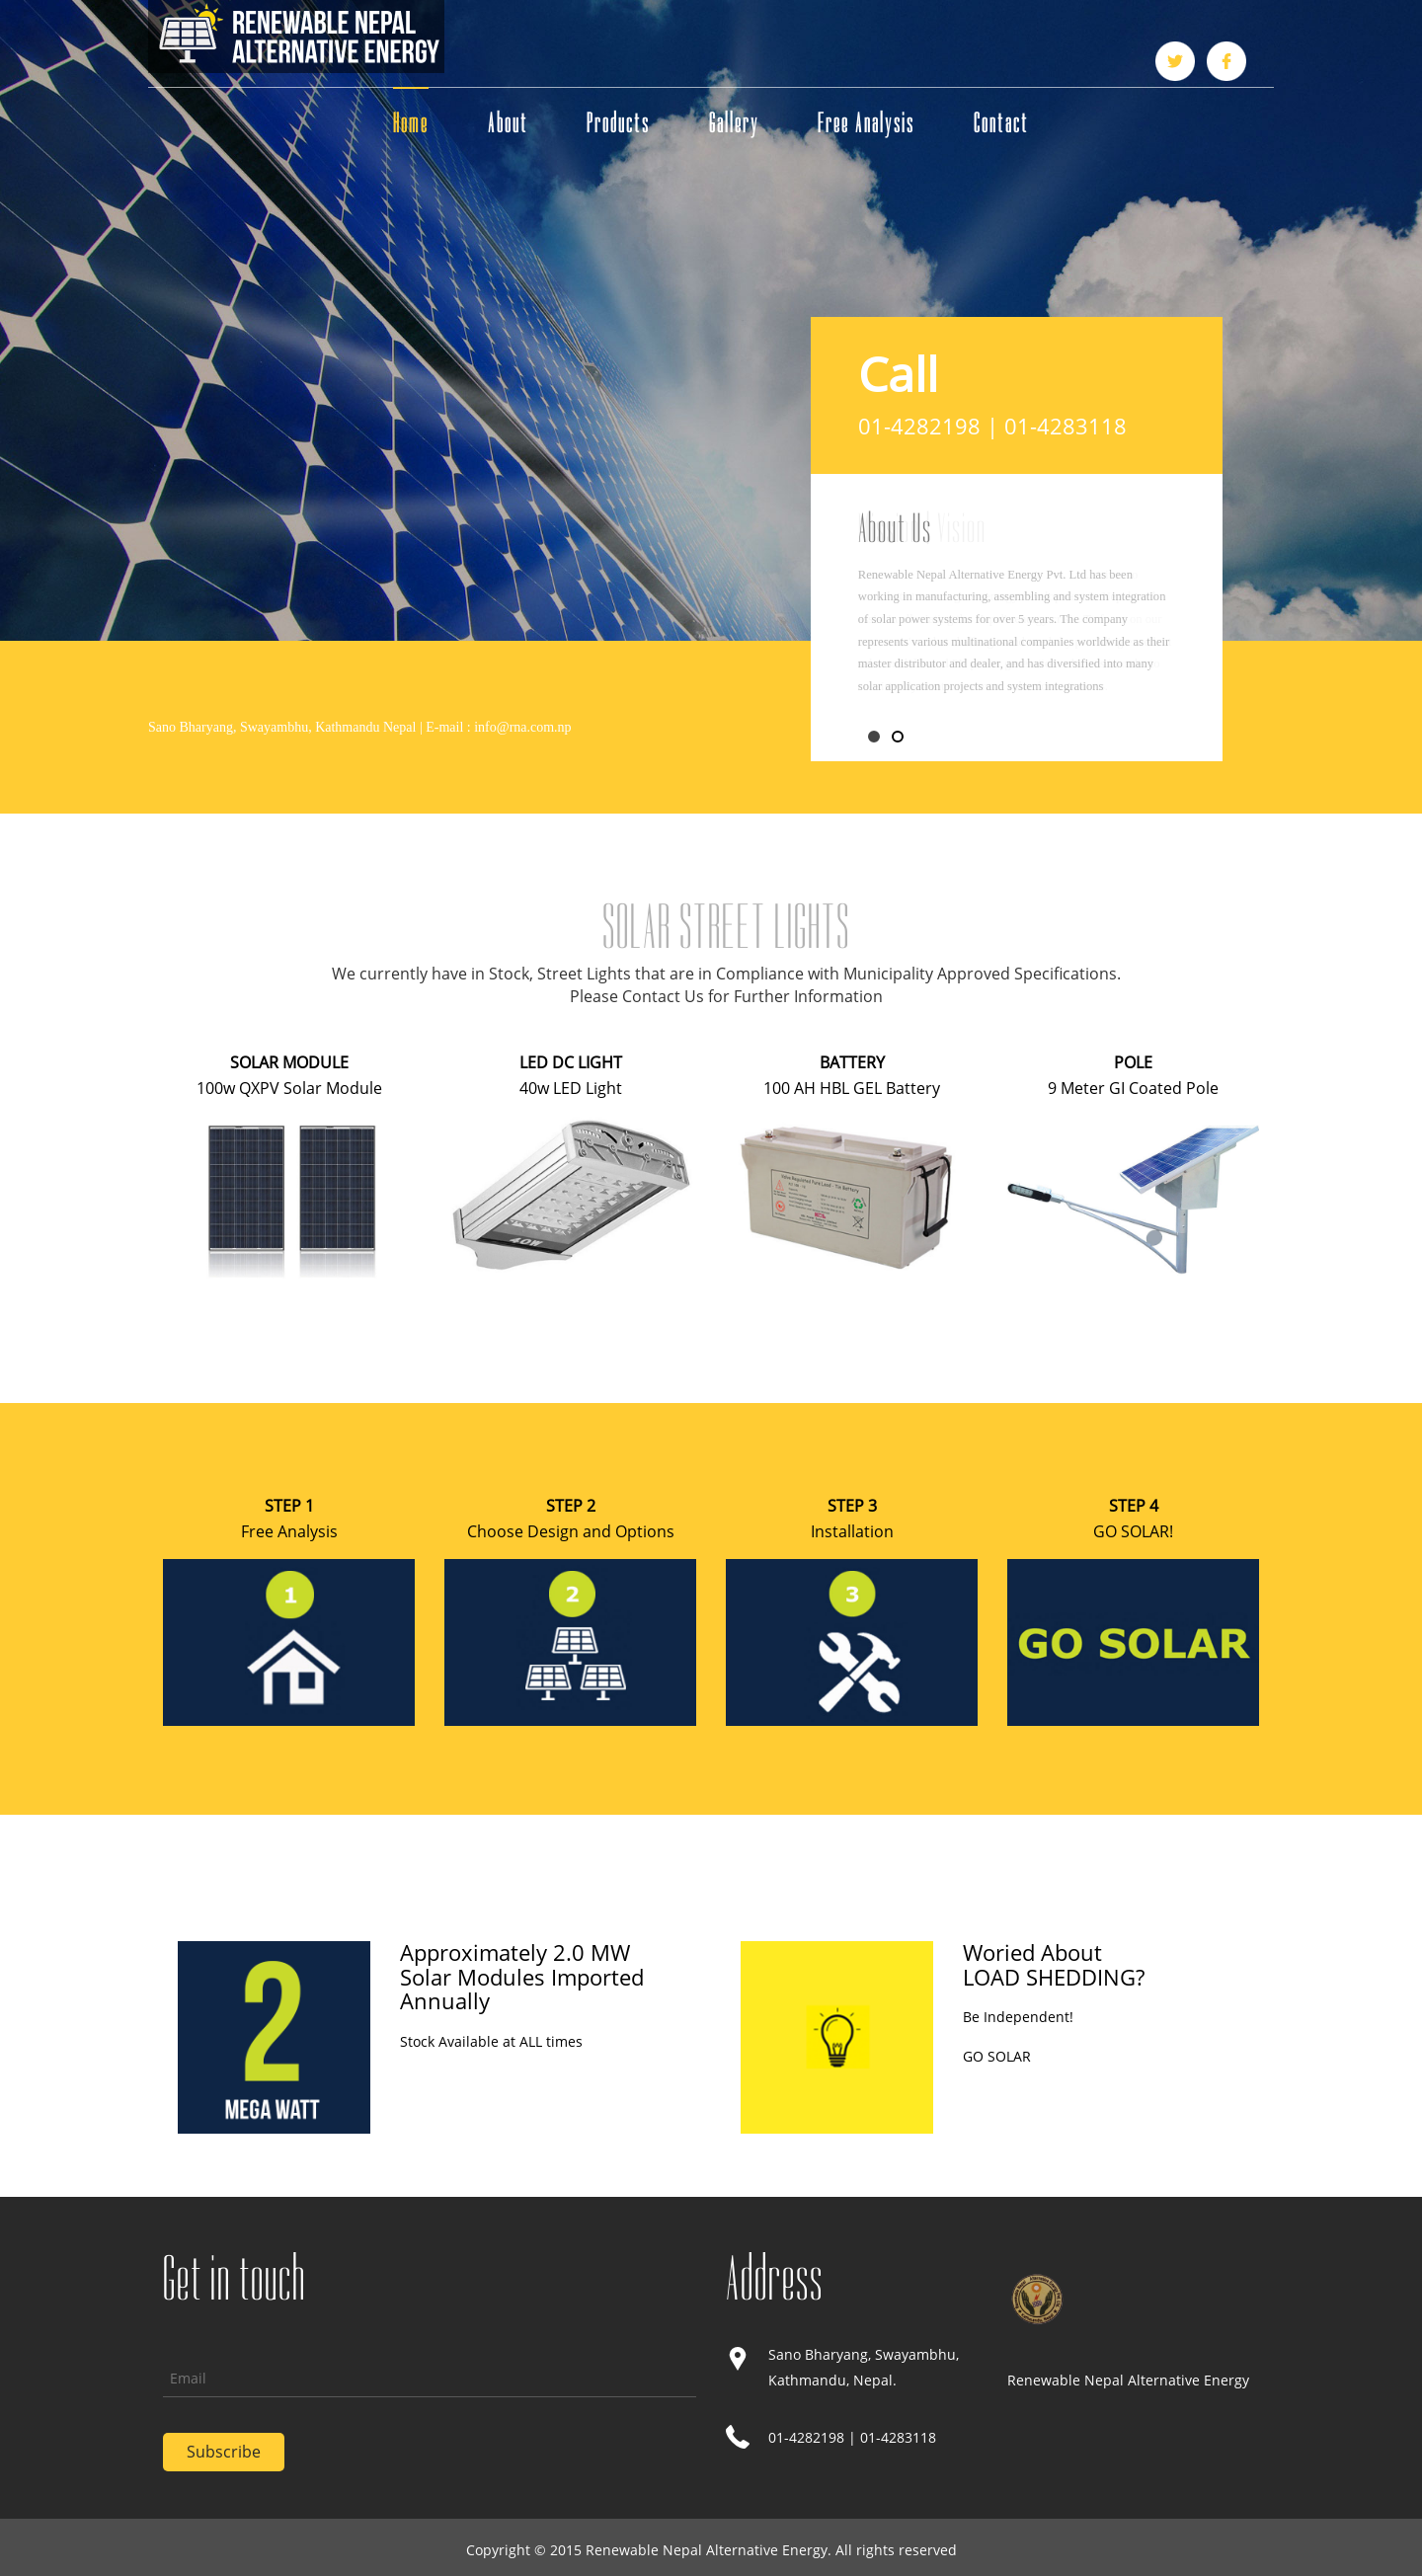 RENEWABLE NEPAL
ALTERNATIVE ENERGY
Home About Products Gallery Free Analysis Contact
Call
01-4282198 | 01-4283118
About Us Vision
Renewable Nepal Alternative Energy Pvt. Ltd has been
working in manufacturing, assembling and system integration
of solar power systems for over 5 years. The company
represents various multinational companies worldwide as their
master distributor and dealer, and has diversified into many
solar application projects and system integrations
Sano Bharyang, Swayambhu, Kathmandu Nepal | E-mail : info@rna.com.np
SOLAR STREET LIGHTS
We currently have in Stock, Street Lights that are in Compliance with Municipality Approved Specifications.
Please Contact Us for Further Information
SOLAR MODULE
100w QXPV Solar Module
LED DC LIGHT
40w LED Light
40W
BATTERY
100 AH HBL GEL Battery
POLE
9 Meter GI Coated Pole
STEP 1
Free Analysis
1
STEP 2
Choose Design and Options
2
STEP 3
Installation
3
STEP 4
GO SOLAR!
GO SOLAR
2
MEGA WATT
Approximately 2.0 MW
Solar Modules Imported
Annually
Stock Available at ALL times
Woried About
LOAD SHEDDING?
Be Independent!
GO SOLAR
Get in touch
Email
Subscribe
Address
Sano Bharyang, Swayambhu,
Kathmandu, Nepal.
01-4282198 | 01-4283118
Renewable Nepal Alternative Energy
Copyright © 2015 Renewable Nepal Alternative Energy. All rights reserved